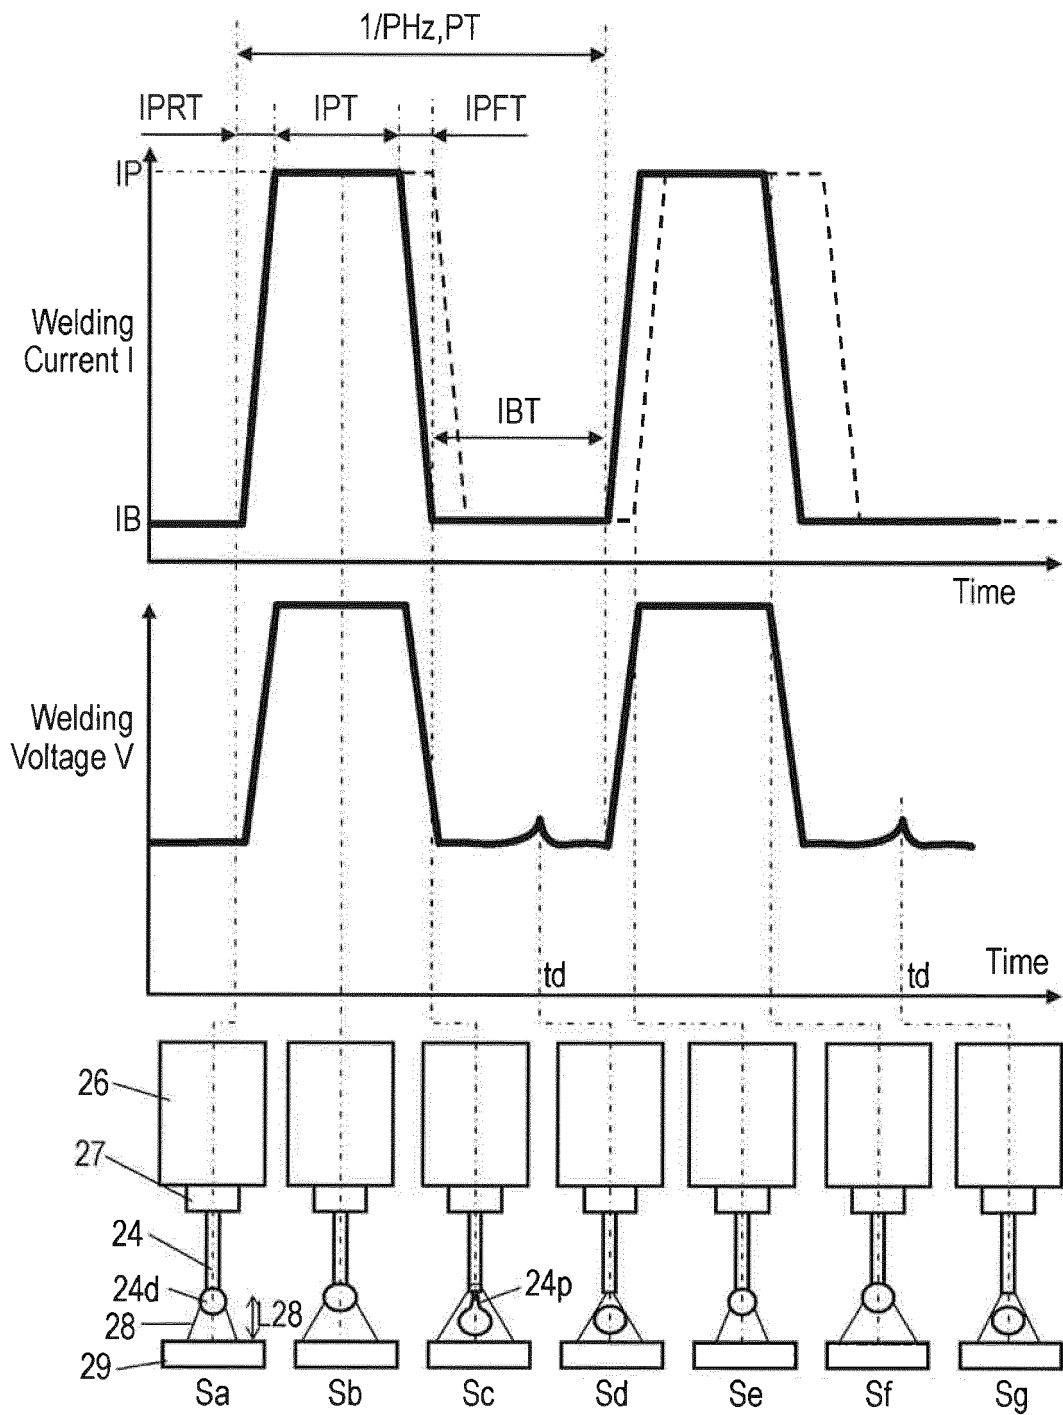 1/PHz,PT
IPRT
IPT
IPFT
IP
Welding
Current I
IBT
IB
Time
Welding
Voltage V
td
td
Time
26
27
24
24d
28
L28
24p
29
Sa
Sb
Sc
Sd
Se
Sf
Sg